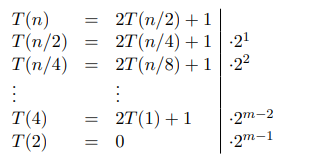 T(n) = 2T(n/2) + 1
T(n/2) = 2T(n/4) + 1 ·2^1
T(n/4) = 2T(n/8) + 1 ·2^2
⋮ ⋮
T(4) = 2T(1) + 1 ·2^{m−2}
T(2) = 0 ·2^{m−1}